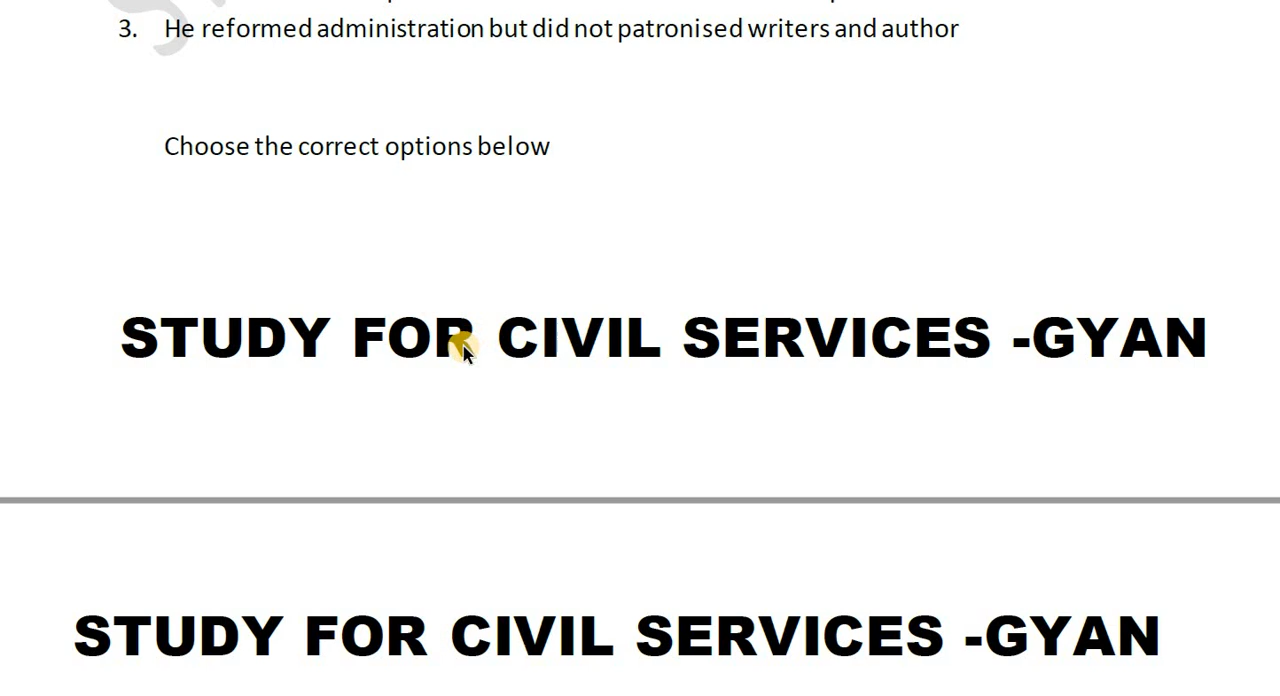 3. He reformed administration but did not patronised writers and author
Choose the correct options below
STUDY FOR CIVIL SERVICES -GYAN
STUDY FOR CIVIL SERVICES -GYAN